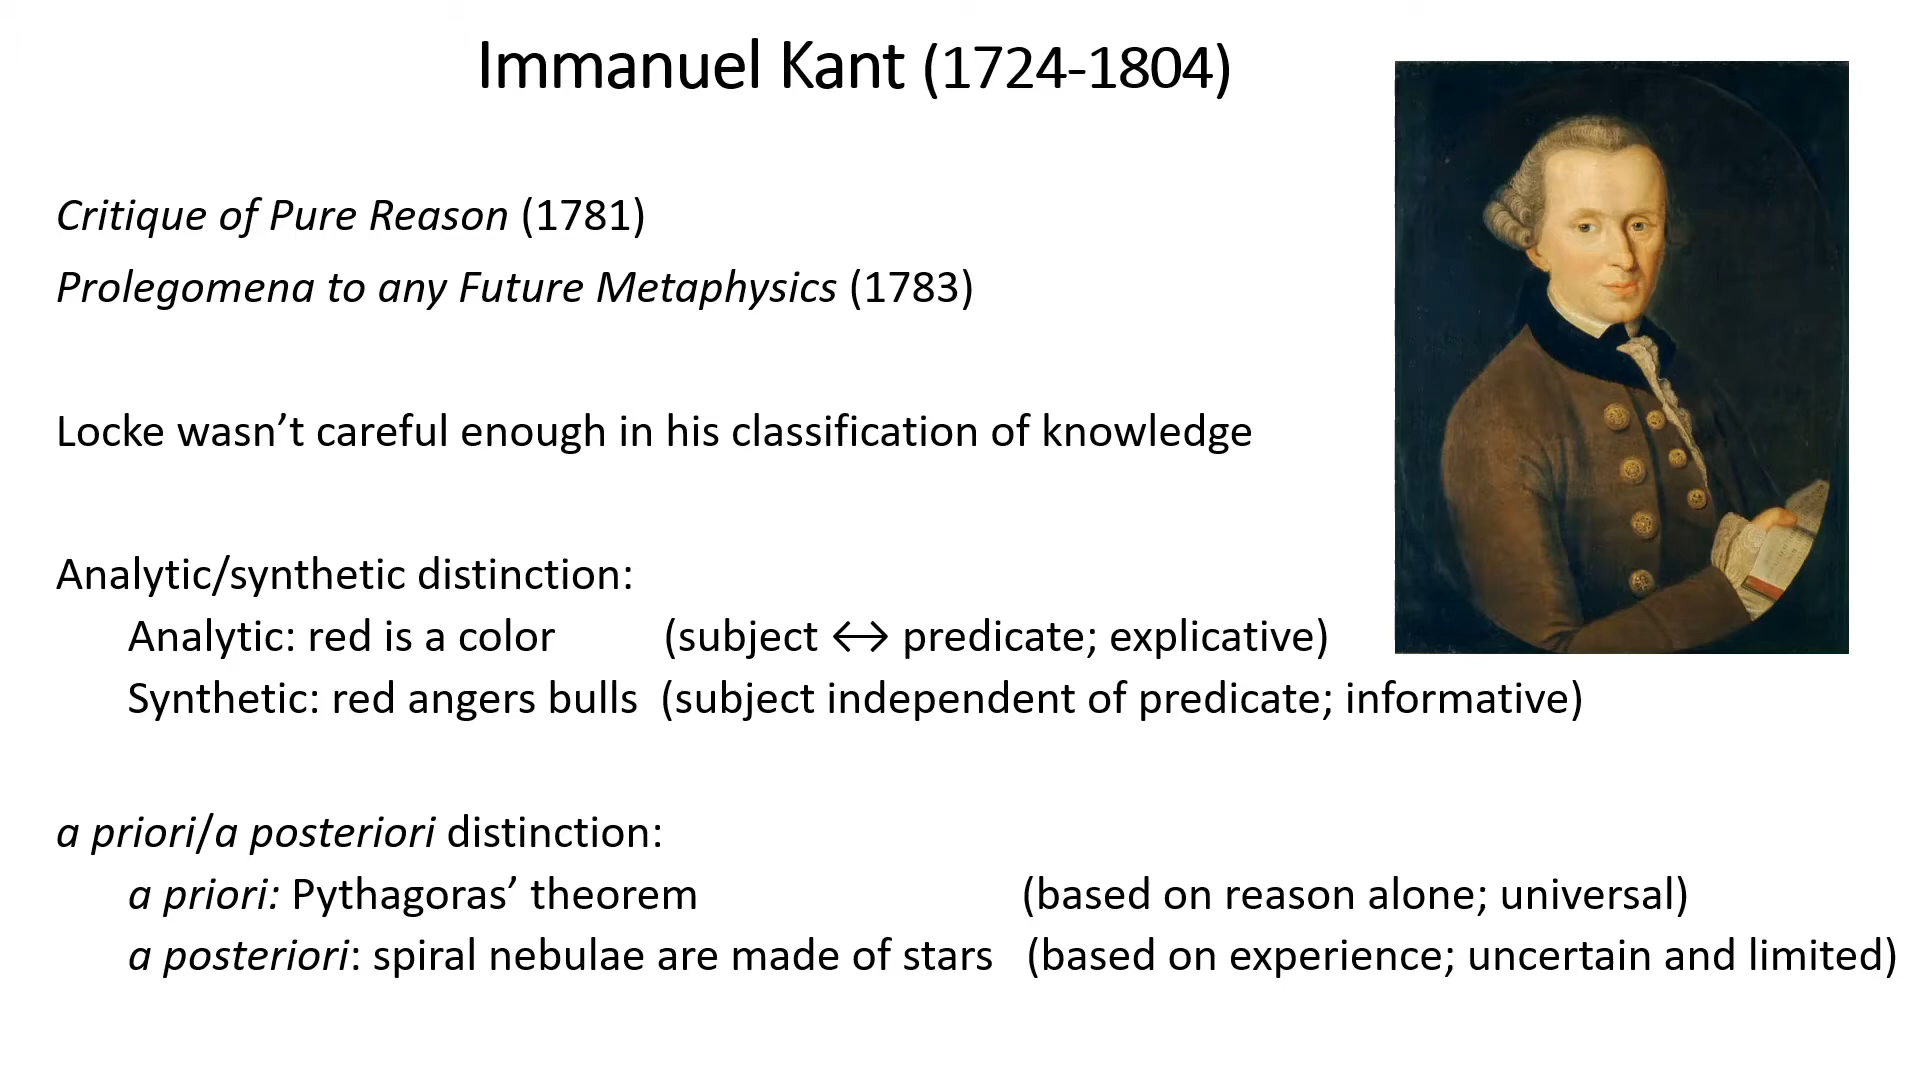 Immanuel Kant (1724-1804)
Critique of Pure Reason (1781)
Prolegomena to any Future Metaphysics (1783)
Locke wasn’t careful enough in his classification of knowledge
Analytic/synthetic distinction:
Analytic: red is a color (subject ↔ predicate; explicative)
Synthetic: red angers bulls (subject independent of predicate; informative)
a priori/a posteriori distinction:
a priori: Pythagoras’ theorem (based on reason alone; universal)
a posteriori: spiral nebulae are made of stars (based on experience; uncertain and limited)